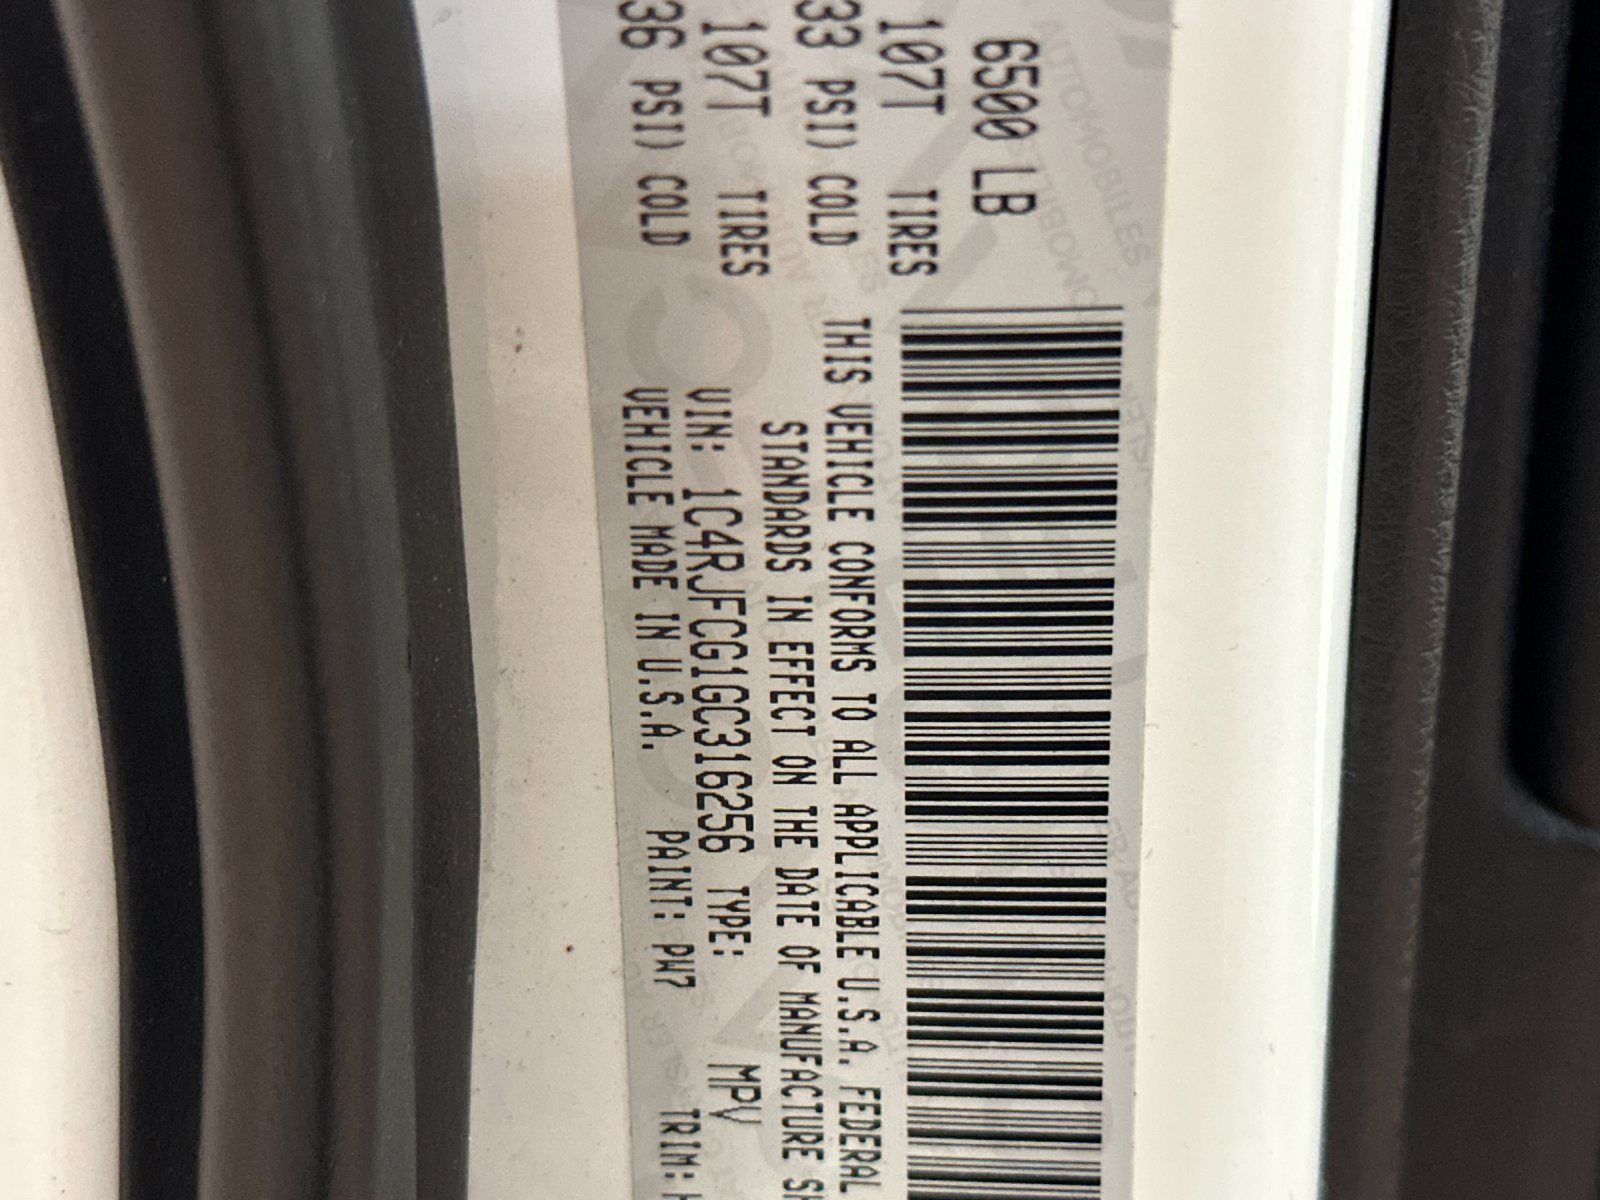 6500 LB
107T TIRES
33 PSI) COLD
107T TIRES
36 PSI) COLD
THIS VEHICLE CONFORMS TO ALL APPLICABLE U.S.A. FEDERAL
STANDARDS IN EFFECT ON THE DATE OF MANUFACTURE
VIN: 1C4RJFCG1GC316256 TYPE: MPV
VEHICLE MADE IN U.S.A. PAINT: PW7 TRIM: